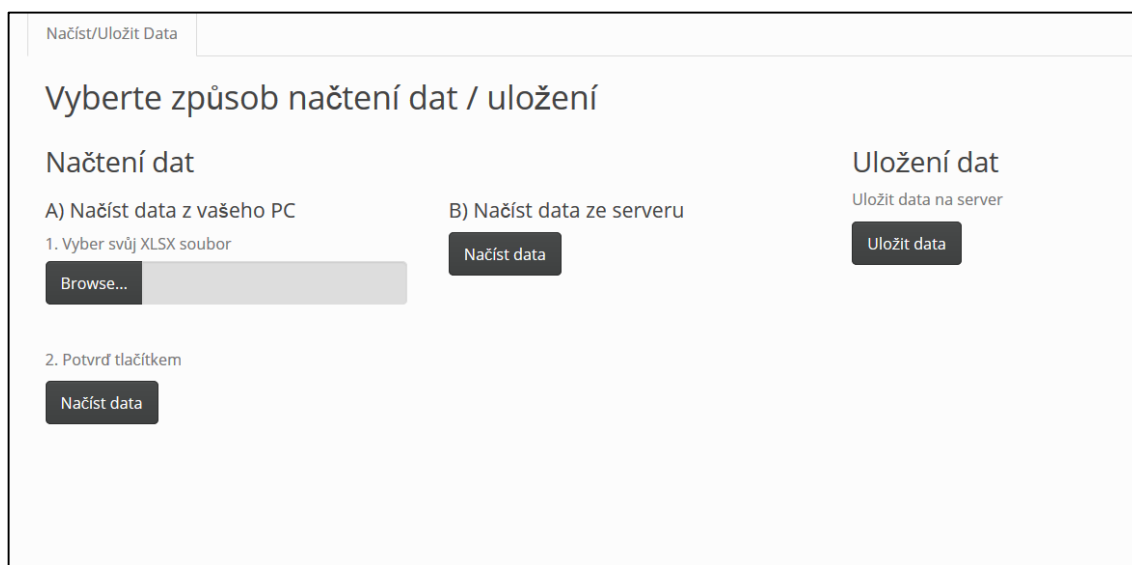 Načíst/Uložit Data
Vyberte způsob načtení dat / uložení
Načtení dat
A) Načíst data z vašeho PC
1. Vyber svůj XLSX soubor
Browse...
2. Potvrď tlačítkem
Načíst data
B) Načíst data ze serveru
Načíst data
Uložení dat
Uložit data na server
Uložit data